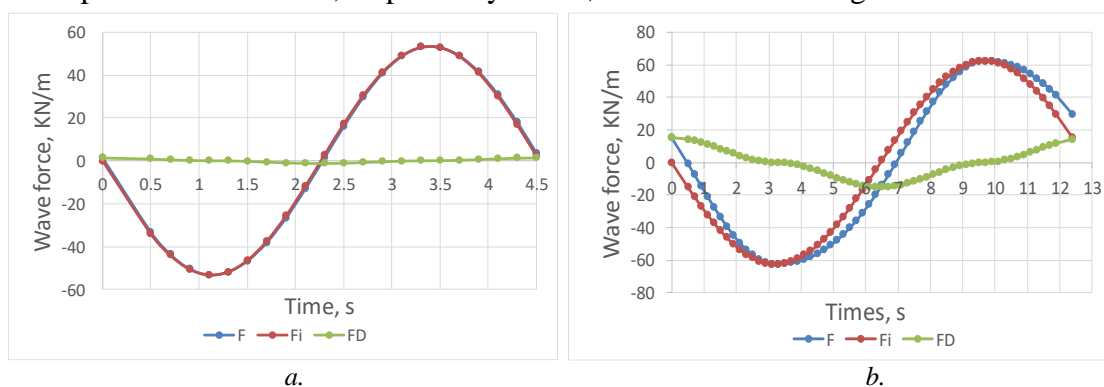 60
40
20
0
-20
-40
-60
Wave force, KN/m
0 0.5 1 1.5 2 2.5 3 3.5 4 4.5
Time, s
F Fi FD
a.
80
60
40
20
0
-20
-40
-60
-80
Wave force, KN/m
0 1 2 3 4 5 6 7 8 9 10 11 12 13
Times, s
F Fi FD
b.